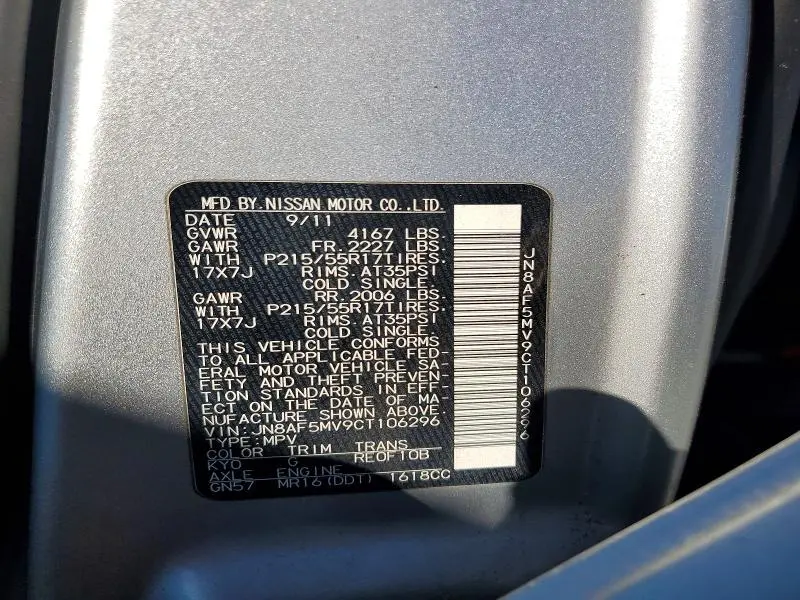 MFD BY. NISSAN MOTOR CO., LTD.
DATE 9/11
GVWR 4167 LBS.
GAWR FR. 2227 LBS.
WITH P215/55R17TIRES.
17X7J RIMS. AT35PSI
COLD SINGLE.
GAWR RR. 2006 LBS.
WITH P215/55R17TIRES.
17X7J RIMS. AT35PSI
COLD SINGLE.
THIS VEHICLE CONFORMS
TO ALL APPLICABLE FED-
ERAL MOTOR VEHICLE SA-
FETY AND THEFT PREVEN-
TION STANDARDS IN EFF-
ECT ON THE DATE OF MA-
NUFACTURE SHOWN ABOVE.
VIN: JN8AF5MV9CT106296
TYPE: MPV
COLOR TRIM TRANS
KY0 G RE0F10B
AXLE ENGINE
GN57 MR16(DDT) 1618CC
JN8AF5MV9CT106296